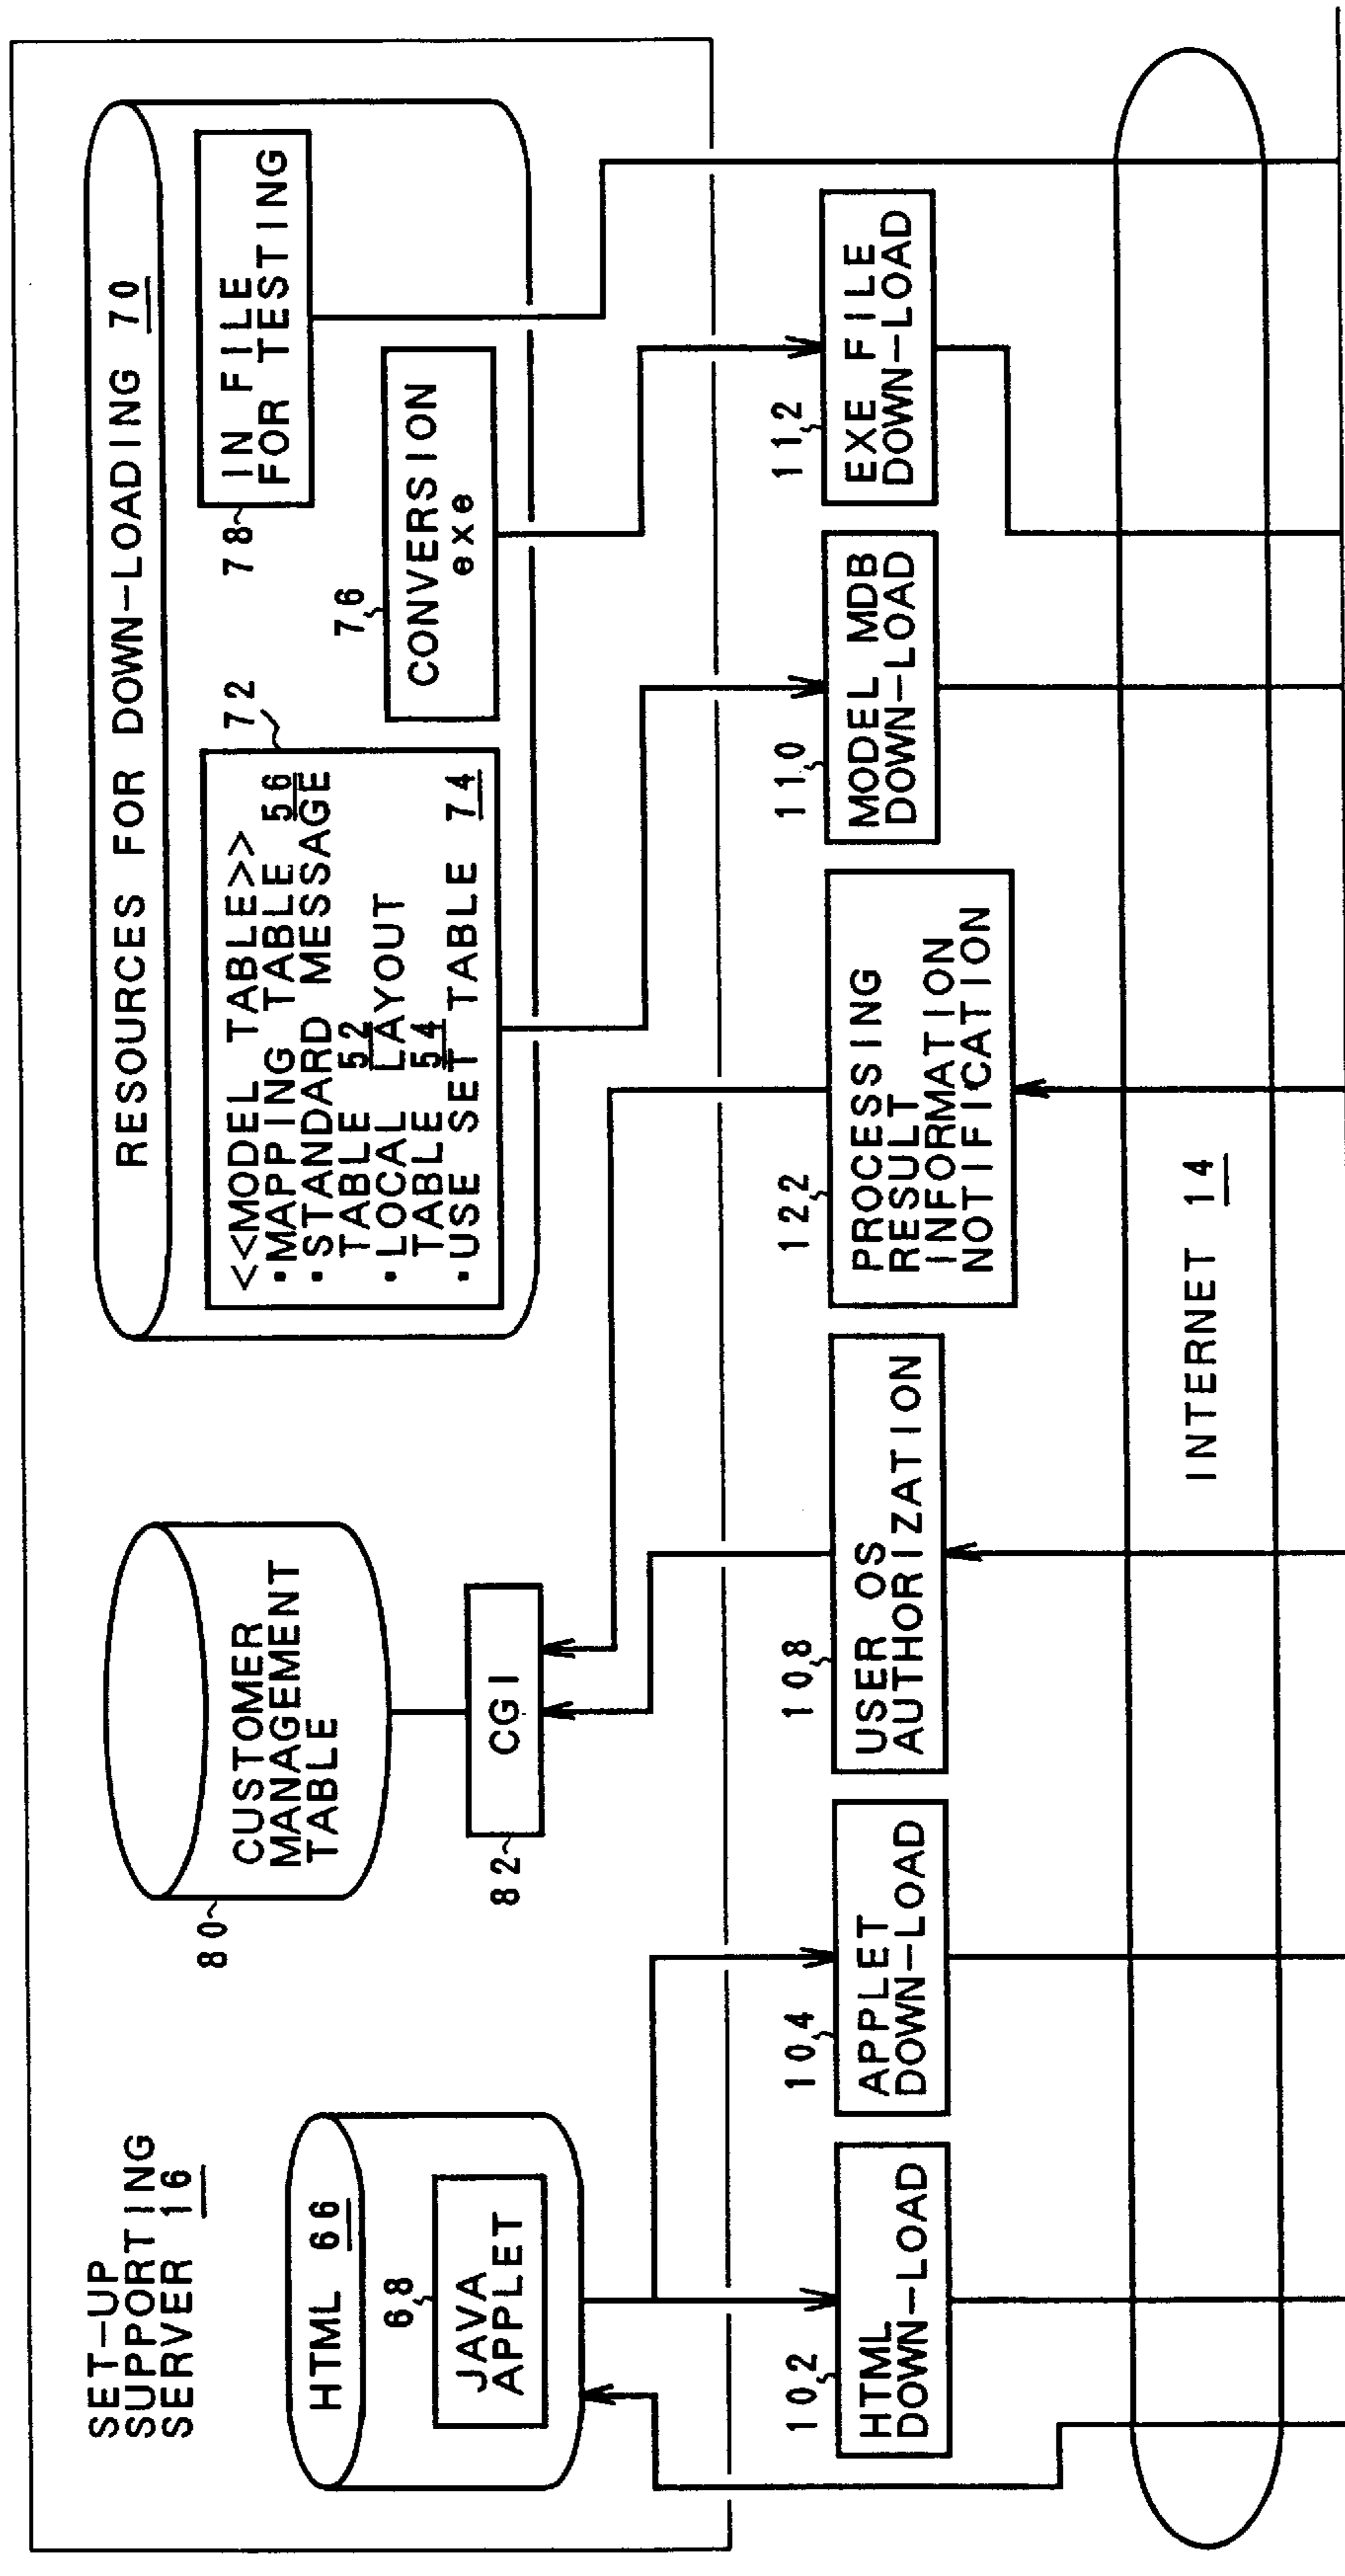 SET-UP
SUPPORTING
SERVER 16
HTML 66
68
JAVA
APPLET
80
CUSTOMER
MANAGEMENT
TABLE
82
CGI
RESOURCES FOR DOWN-LOADING 70
72
<<MODEL TABLE>>
・MAPPING TABLE 56
・STANDARD MESSAGE
TABLE 52
・LOCAL LAYOUT
TABLE 54
・USE SET TABLE 74
76
CONVERSION
exe
78
IN FILE
FOR TESTING
102
HTML
DOWN-LOAD
104
APPLET
DOWN-LOAD
108
USER OS
AUTHORIZATION
122
PROCESSING
RESULT
INFORMATION
NOTIFICATION
110
MODEL MDB
DOWN-LOAD
112
EXE FILE
DOWN-LOAD
INTERNET 14